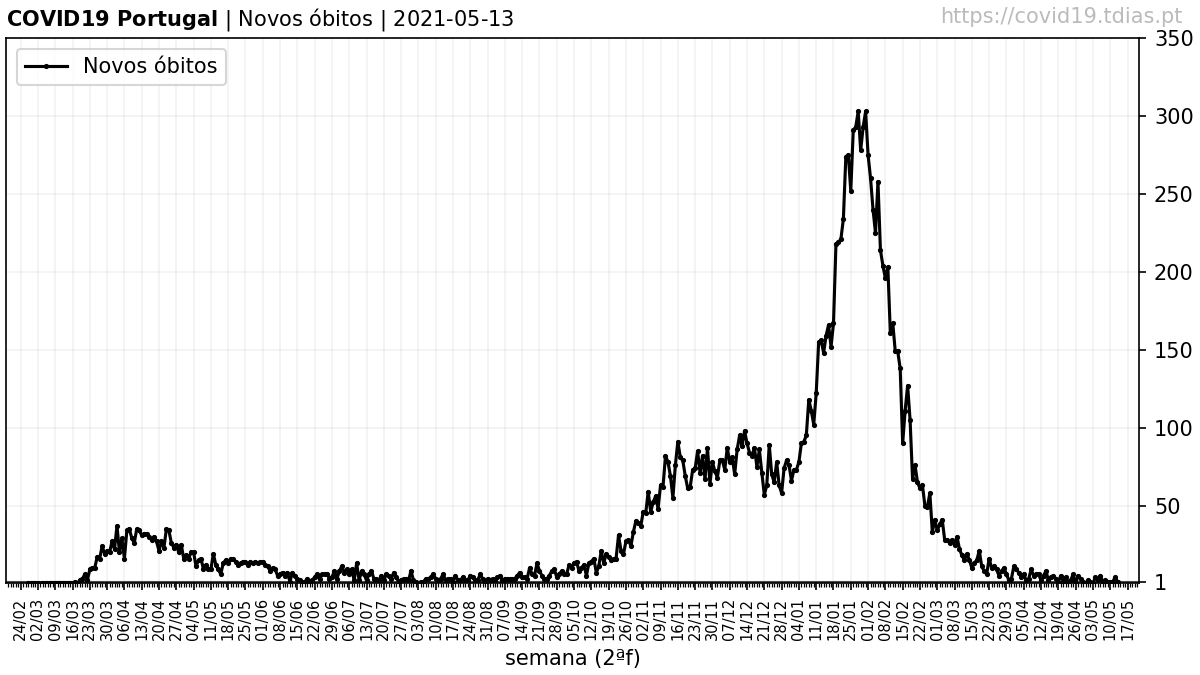 COVID19 Portugal | Novos óbitos | 2021-05-13
https://covid19.tdias.pt
Novos óbitos
350
300
250
200
150
100
50
1
24/02 02/03 09/03 16/03 23/03 30/03 06/04 13/04 20/04 27/04 04/05 11/05 18/05 25/05 01/06 08/06 15/06 22/06 29/06 06/07 13/07 20/07 27/07 03/08 10/08 17/08 24/08 31/08 07/09 14/09 21/09 28/09 05/10 12/10 19/10 26/10 02/11 09/11 16/11 23/11 30/11 07/12 14/12 21/12 28/12 04/01 11/01 18/01 25/01 01/02 08/02 15/02 22/02 01/03 08/03 15/03 22/03 29/03 05/04 12/04 19/04 26/04 03/05 10/05 17/05
semana (2ªf)